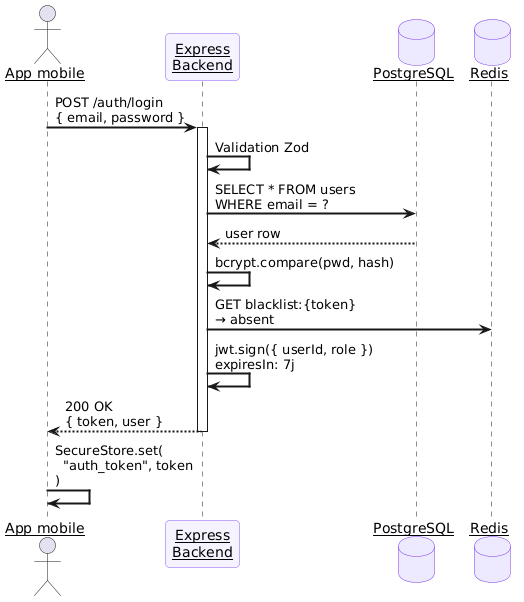 App mobile
Express
Backend
PostgreSQL
Redis
POST /auth/login
{ email, password }
Validation Zod
SELECT * FROM users
WHERE email = ?
user row
bcrypt.compare(pwd, hash)
GET blacklist:{token}
→ absent
jwt.sign({ userId, role })
expiresIn: 7j
200 OK
{ token, user }
SecureStore.set(
"auth_token", token
)
App mobile
Express
Backend
PostgreSQL
Redis